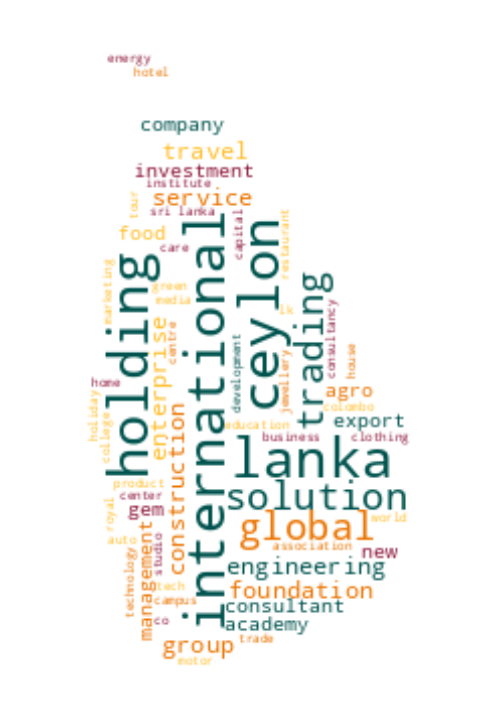 energy
hotel
company
travel
investment
institute
service
tour
sri lanka
capital
restaurant
food
care
international
ceylon
holding
marketing
green
media
trading
it
consultancy
enterprise
centre
development
jewellery
house
home
agro
holiday
college
construction
colombo
education
export
business
clothing
lanka
product
center
solution
royal
gem
global
world
auto
studio
management
technology
association
new
engineering
tech
foundation
campus
consultant
co
academy
group
trade
motor